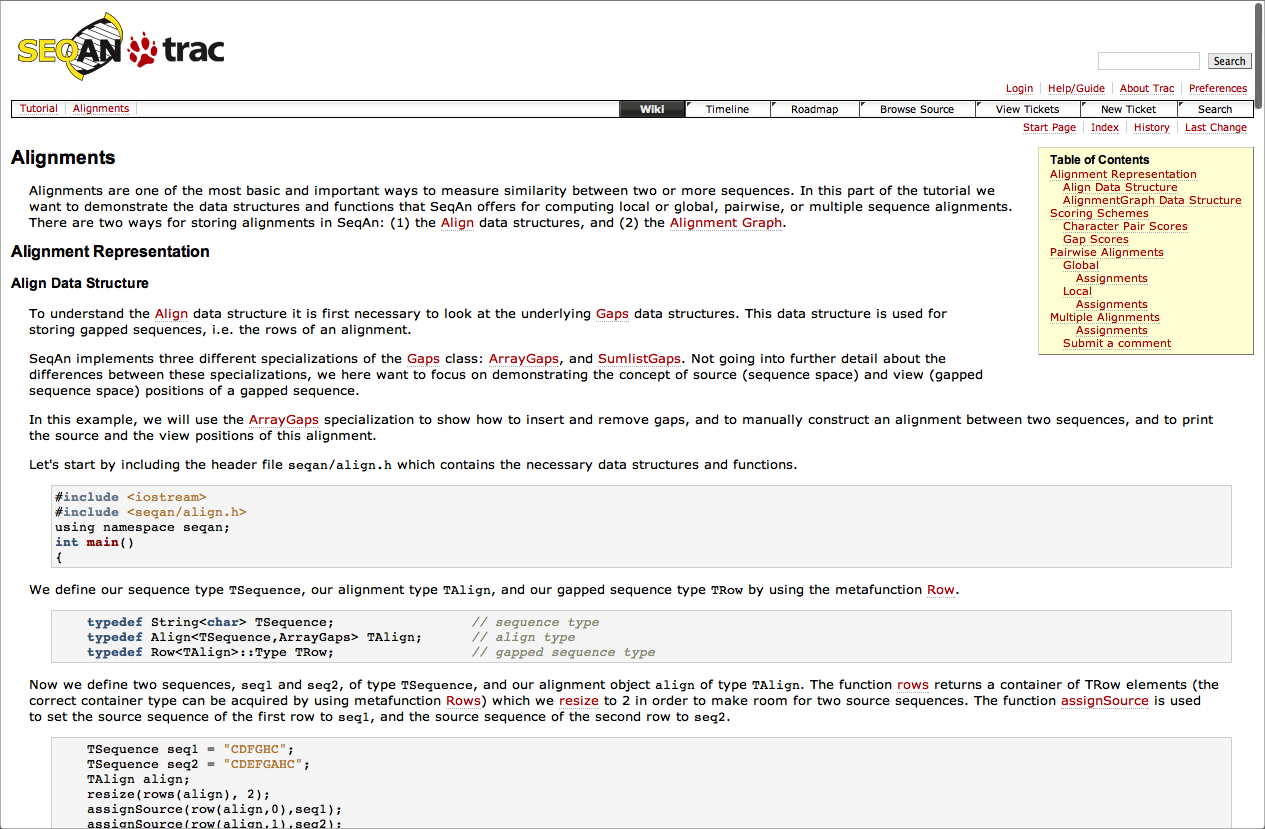 SEQAN trac
Search
Login Help/Guide About Trac Preferences
Tutorial Alignments Wiki Timeline Roadmap Browse Source View Tickets New Ticket Search
Start Page Index History Last Change
Alignments
Alignments are one of the most basic and important ways to measure similarity between two or more sequences. In this part of the tutorial we
want to demonstrate the data structures and functions that SeqAn offers for computing local or global, pairwise, or multiple sequence alignments.
There are two ways for storing alignments in SeqAn: (1) the Align data structures, and (2) the Alignment Graph.
Table of Contents
Alignment Representation
Align Data Structure
AlignmentGraph Data Structure
Scoring Schemes
Character Pair Scores
Gap Scores
Pairwise Alignments
Global
Assignments
Local
Assignments
Multiple Alignments
Assignments
Submit a comment
Alignment Representation
Align Data Structure
To understand the Align data structure it is first necessary to look at the underlying Gaps data structures. This data structure is used for
storing gapped sequences, i.e. the rows of an alignment.
SeqAn implements three different specializations of the Gaps class: ArrayGaps, and SumlistGaps. Not going into further detail about the
differences between these specializations, we here want to focus on demonstrating the concept of source (sequence space) and view (gapped
sequence space) positions of a gapped sequence.
In this example, we will use the ArrayGaps specialization to show how to insert and remove gaps, and to manually construct an alignment between two sequences, and to print
the source and the view positions of this alignment.
Let's start by including the header file seqan/align.h which contains the necessary data structures and functions.
#include <iostream>
#include <seqan/align.h>
using namespace seqan;
int main()
{
We define our sequence type TSequence, our alignment type TAlign, and our gapped sequence type TRow by using the metafunction Row.
typedef String<char> TSequence; // sequence type
typedef Align<TSequence,ArrayGaps> TAlign; // align type
typedef Row<TAlign>::Type TRow; // gapped sequence type
Now we define two sequences, seq1 and seq2, of type TSequence, and our alignment object align of type TAlign. The function rows returns a container of TRow elements (the
correct container type can be acquired by using metafunction Rows) which we resize to 2 in order to make room for two source sequences. The function assignSource is used
to set the source sequence of the first row to seq1, and the source sequence of the second row to seq2.
TSequence seq1 = "CDFGHC";
TSequence seq2 = "CDEFGAHC";
TAlign align;
resize(rows(align), 2);
assignSource(row(align,0),seq1);
assignSource(row(align,1),seq2);